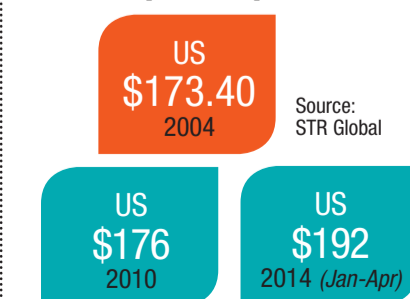 US
$173.40
2004
Source:
STR Global
US
$176
2010
US
$192
2014 (Jan-Apr)